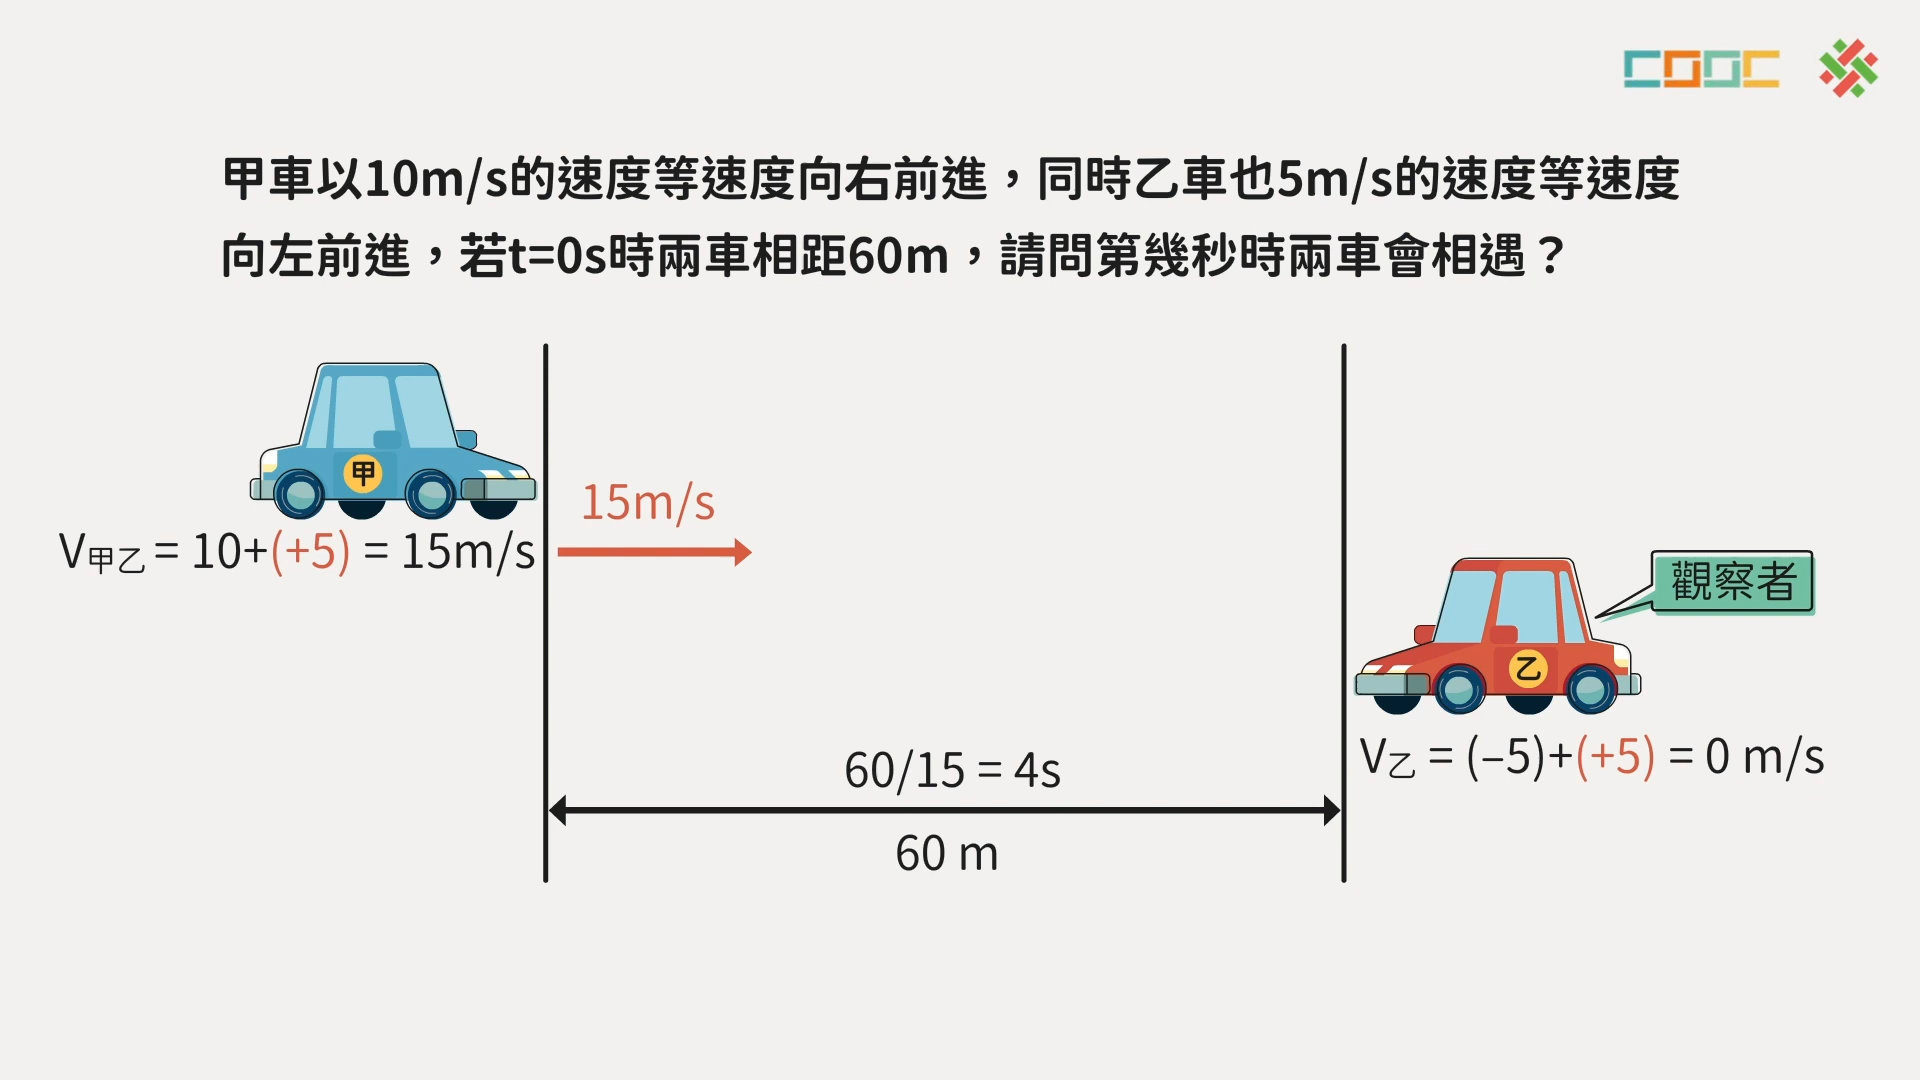 COOC
甲車以10m/s的速度等速度向右前進，同時乙車也5m/s的速度等速度
向左前進，若t=0s時兩車相距60m，請問第幾秒時兩車會相遇？
甲
15m/s
V甲乙 = 10+(+5) = 15m/s
觀察者
乙
V乙 = (–5)+(+5) = 0 m/s
60/15 = 4s
60 m